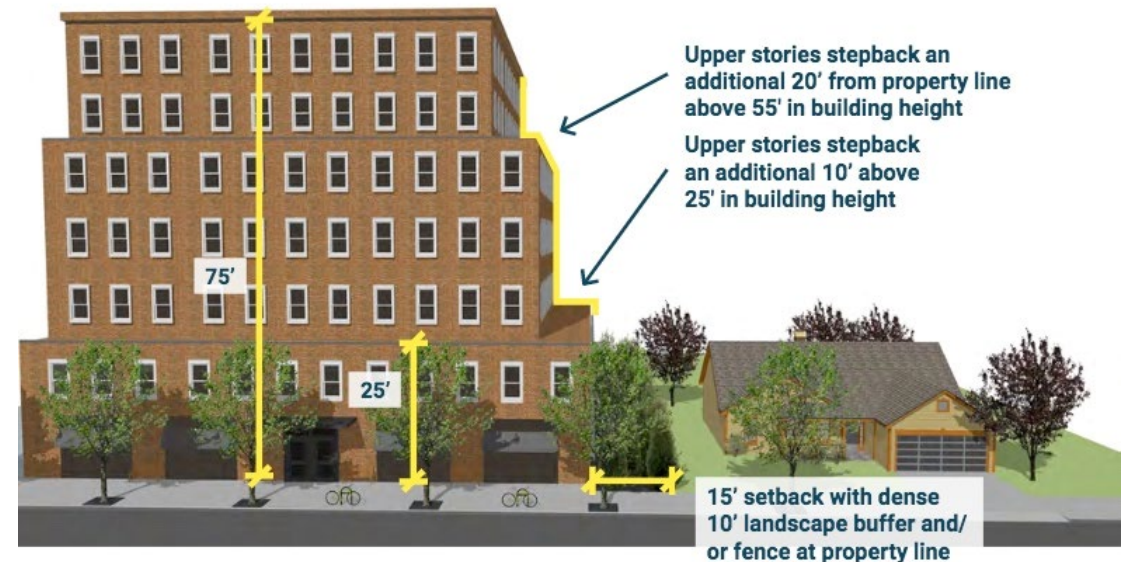 Upper stories stepback an
additional 20’ from property line
above 55' in building height
Upper stories stepback
an additional 10’ above
25' in building height
75’
25’
15’ setback with dense
10’ landscape buffer and/
or fence at property line